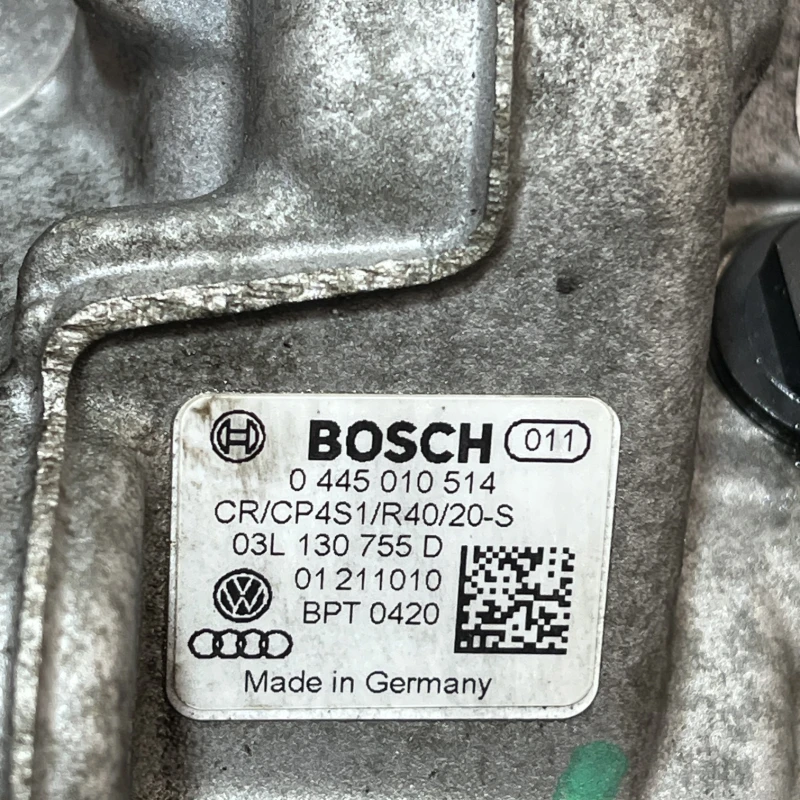 BOSCH 011
0 445 010 514
CR/CP4S1/R40/20-S
03L 130 755 D
01 211010
BPT 0420
Made in Germany